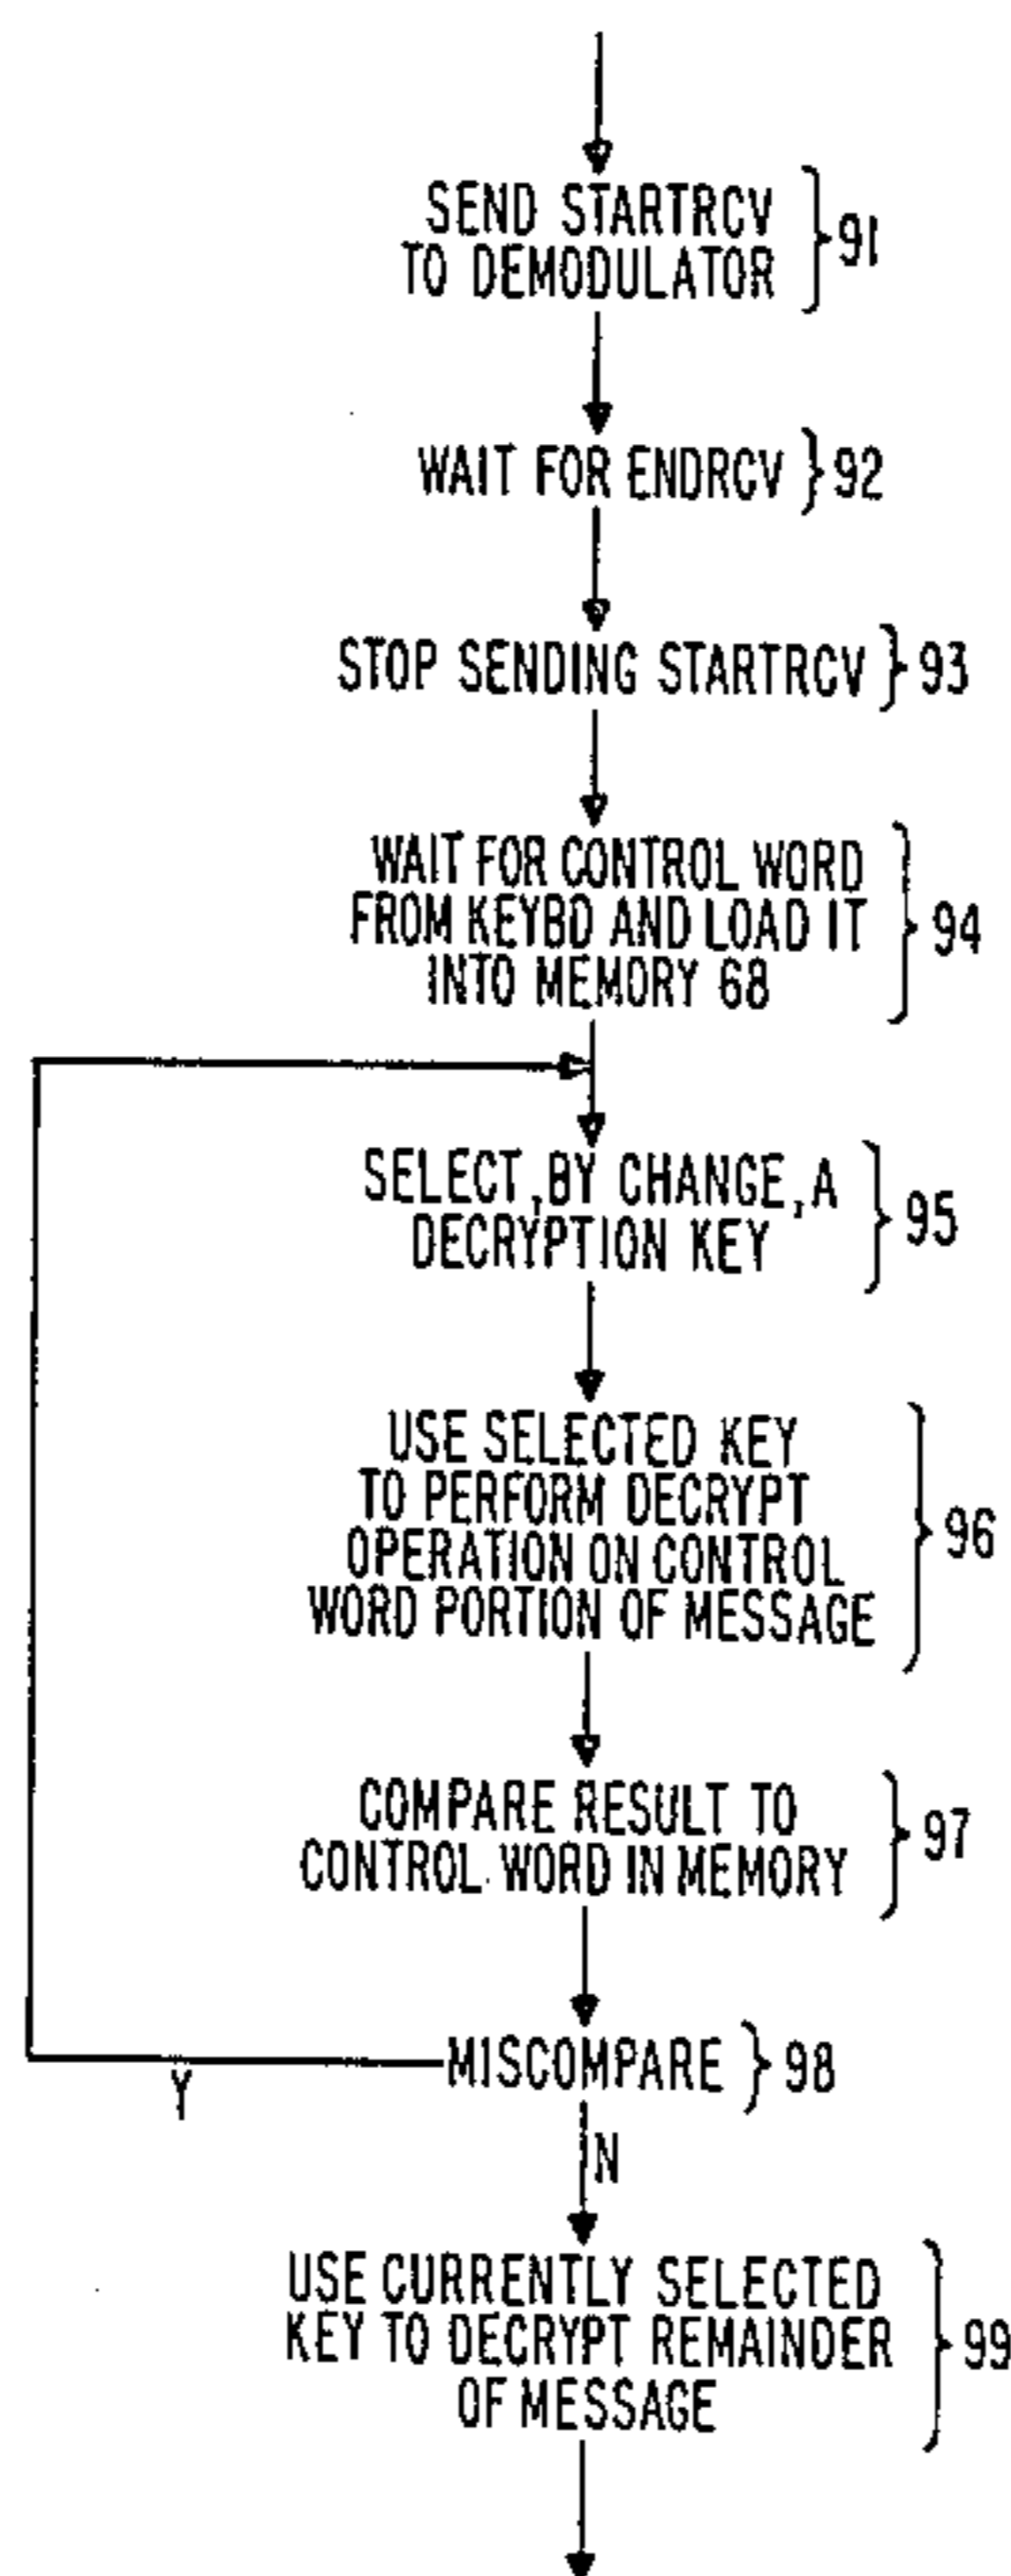 SEND STARTRCV
TO DEMODULATOR
91
WAIT FOR ENDRCV
92
STOP SENDING STARTRCV
93
WAIT FOR CONTROL WORD
FROM KEYBD AND LOAD IT
INTO MEMORY 68
94
SELECT, BY CHANGE, A
DECRYPTION KEY
95
USE SELECTED KEY
TO PERFORM DECRYPT
OPERATION ON CONTROL
WORD PORTION OF MESSAGE
96
COMPARE RESULT TO
CONTROL WORD IN MEMORY
97
MISCOMPARE
98
Y
N
USE CURRENTLY SELECTED
KEY TO DECRYPT REMAINDER
OF MESSAGE
99